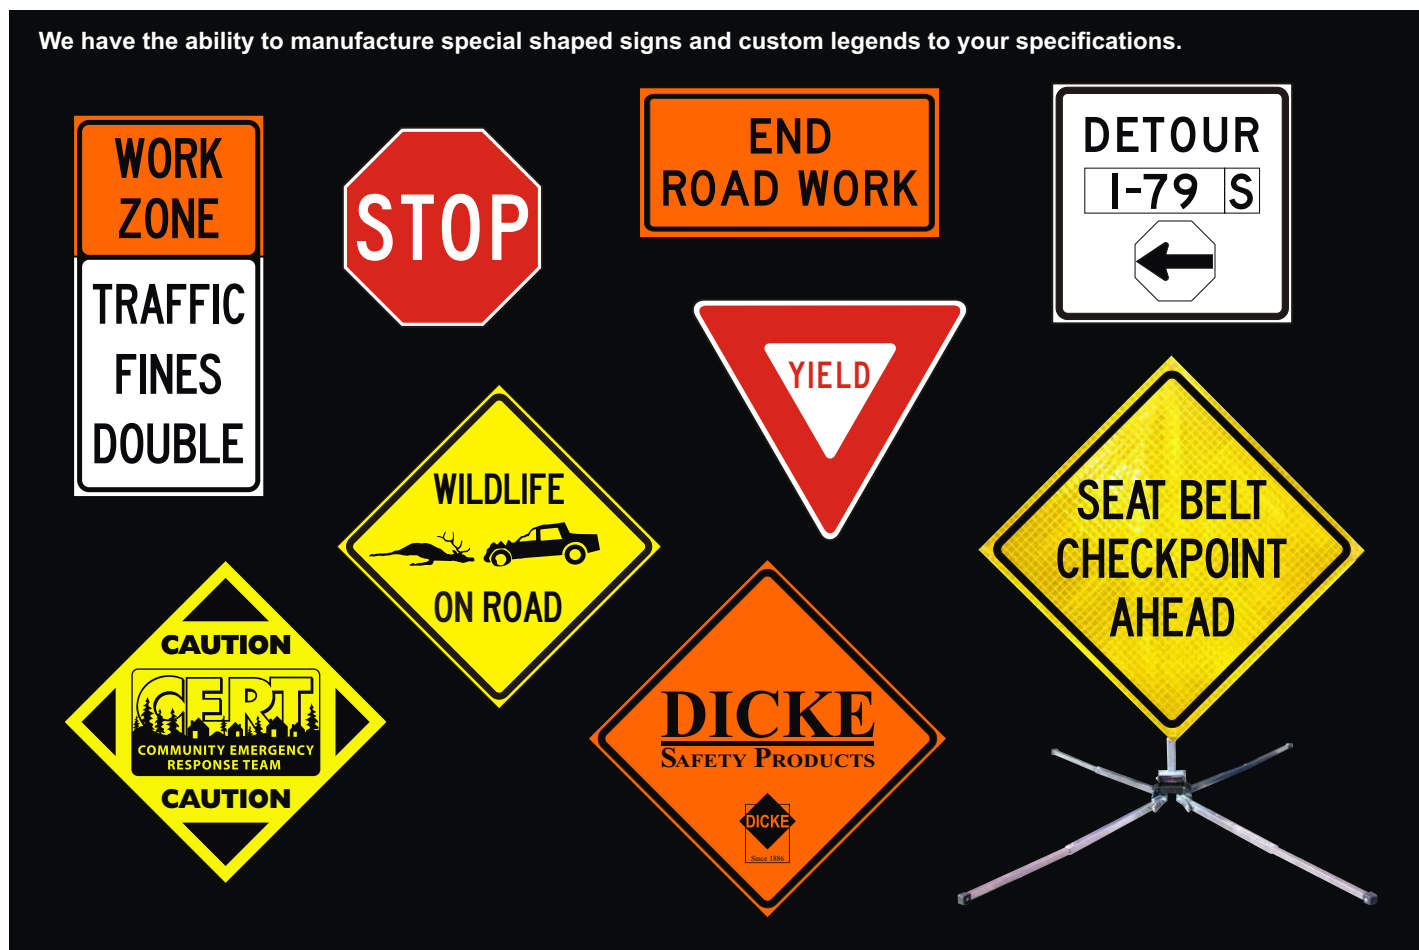 We have the ability to manufacture special shaped signs and custom legends to your specifications.
WORK
ZONE
TRAFFIC
FINES
DOUBLE
STOP
END
ROAD WORK
DETOUR
I-79 S
YIELD
WILDLIFE
ON ROAD
SEAT BELT
CHECKPOINT
AHEAD
CAUTION
CERT
COMMUNITY EMERGENCY
RESPONSE TEAM
CAUTION
DICKE
SAFETY PRODUCTS
DICKE
Since 1886